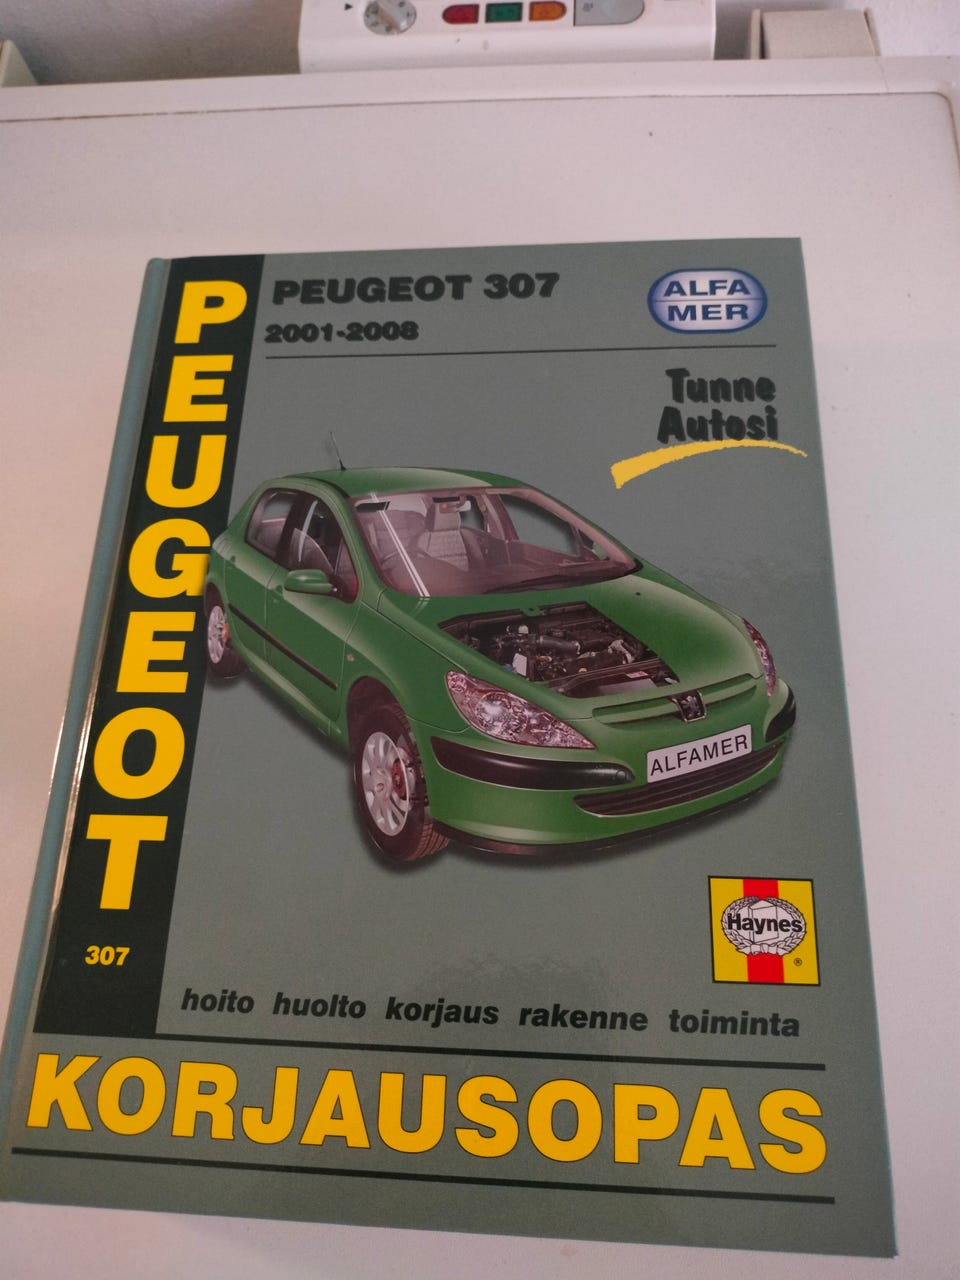 PEUGEOT
307
PEUGEOT 307
2001-2008
ALFA
MER
Tunne
Autosi
ALFAMER
Haynes
®
hoito huolto korjaus rakenne toiminta
KORJAUSOPAS